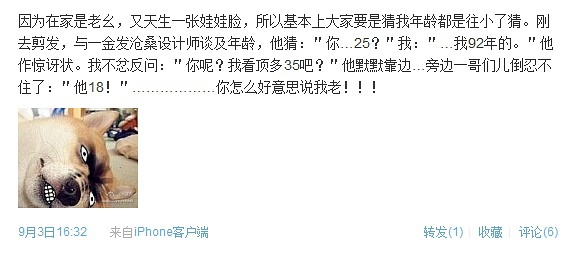 因为在家是老幺，又天生一张娃娃脸，所以基本上大家要是猜我年龄都是往小了猜。刚
去剪发，与一金发沧桑设计师谈及年龄，他猜：＂你…25？＂我：＂…我92年的。＂他
作惊讶状。我不忿反问：＂你呢？我看顶多35吧？＂他默默靠边…旁边一哥们儿倒忍不
住了：＂他18！＂………………你怎么好意思说我老！！！
9月3日16:32 来自iPhone客户端 转发(1) 收藏 评论(6)